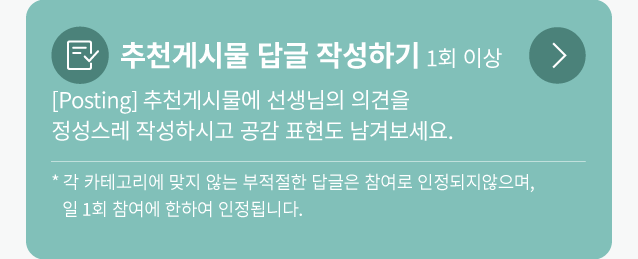 추천게시물 답글 작성하기 1회 이상
[Posting] 추천게시물에 선생님의 의견을
정성스레 작성하시고 공감 표현도 남겨보세요.
* 각 카테고리에 맞지 않는 부적절한 답글은 참여로 인정되지않으며,
일 1회 참여에 한하여 인정됩니다.